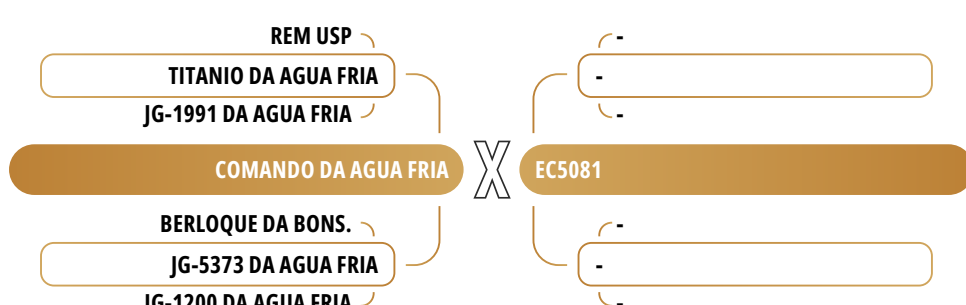 REM USP -
TITANIO DA AGUA FRIA -
JG-1991 DA AGUA FRIA -
COMANDO DA AGUA FRIA X EC5081
BERLOQUE DA BONS. -
JG-5373 DA AGUA FRIA -
JG-1200 DA AGUA FRIA -